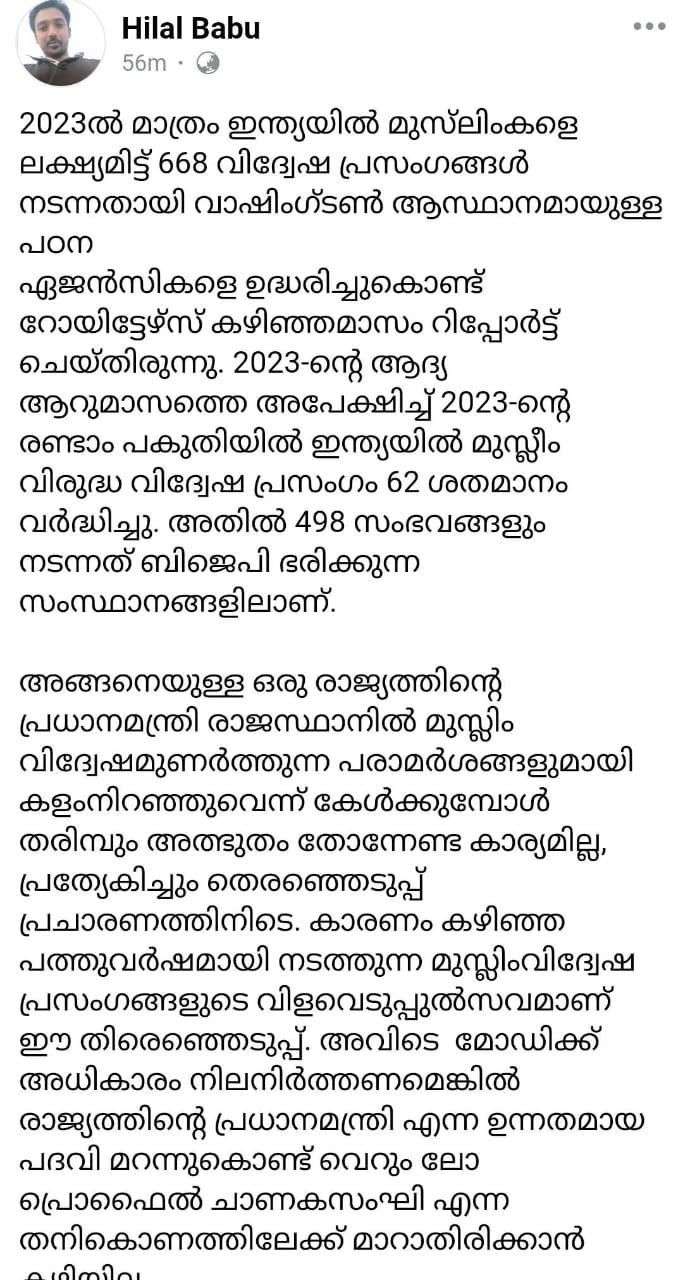 Hilal Babu
56m
2023ൽ മാത്രം ഇന്ത്യയിൽ മുസ്‌ലിംകളെ
ലക്ഷ്യമിട്ട് 668 വിദ്വേഷ പ്രസംഗങ്ങൾ
നടന്നതായി വാഷിംഗ്ടൺ ആസ്ഥാനമായുള്ള
പഠന
ഏജൻസികളെ ഉദ്ധരിച്ചുകൊണ്ട്
റോയിട്ടേഴ്‌സ് കഴിഞ്ഞമാസം റിപ്പോർട്ട്
ചെയ്തിരുന്നു. 2023-ന്റെ ആദ്യ
ആറുമാസത്തെ അപേക്ഷിച്ച് 2023-ന്റെ
രണ്ടാം പകുതിയിൽ ഇന്ത്യയിൽ മുസ്ലീം
വിരുദ്ധ വിദ്വേഷ പ്രസംഗം 62 ശതമാനം
വർദ്ധിച്ചു. അതിൽ 498 സംഭവങ്ങളും
നടന്നത് ബിജെപി ഭരിക്കുന്ന
സംസ്ഥാനങ്ങളിലാണ്.
അങ്ങനെയുള്ള ഒരു രാജ്യത്തിന്റെ
പ്രധാനമന്ത്രി രാജസ്ഥാനിൽ മുസ്ലിം
വിദ്വേഷമുണർത്തുന്ന പരാമർശങ്ങളുമായി
കളംനിറഞ്ഞുവെന്ന് കേൾക്കുമ്പോൾ
തരിമ്പും അത്ഭുതം തോന്നേണ്ട കാര്യമില്ല,
പ്രത്യേകിച്ചും തെരഞ്ഞെടുപ്പ്
പ്രചാരണത്തിനിടെ. കാരണം കഴിഞ്ഞ
പത്തുവർഷമായി നടത്തുന്ന മുസ്ലിംവിദ്വേഷ
പ്രസംഗങ്ങളുടെ വിളവെടുപ്പുൽസവമാണ്
ഈ തിരെഞ്ഞെടുപ്പ്. അവിടെ മോഡിക്ക്
അധികാരം നിലനിർത്തണമെങ്കിൽ
രാജ്യത്തിന്റെ പ്രധാനമന്ത്രി എന്ന ഉന്നതമായ
പദവി മറന്നുകൊണ്ട് വെറും ലോ
പ്രൊഫൈൽ ചാണകസംഘി എന്ന
തനികൊണത്തിലേക്ക് മാറാതിരിക്കാൻ